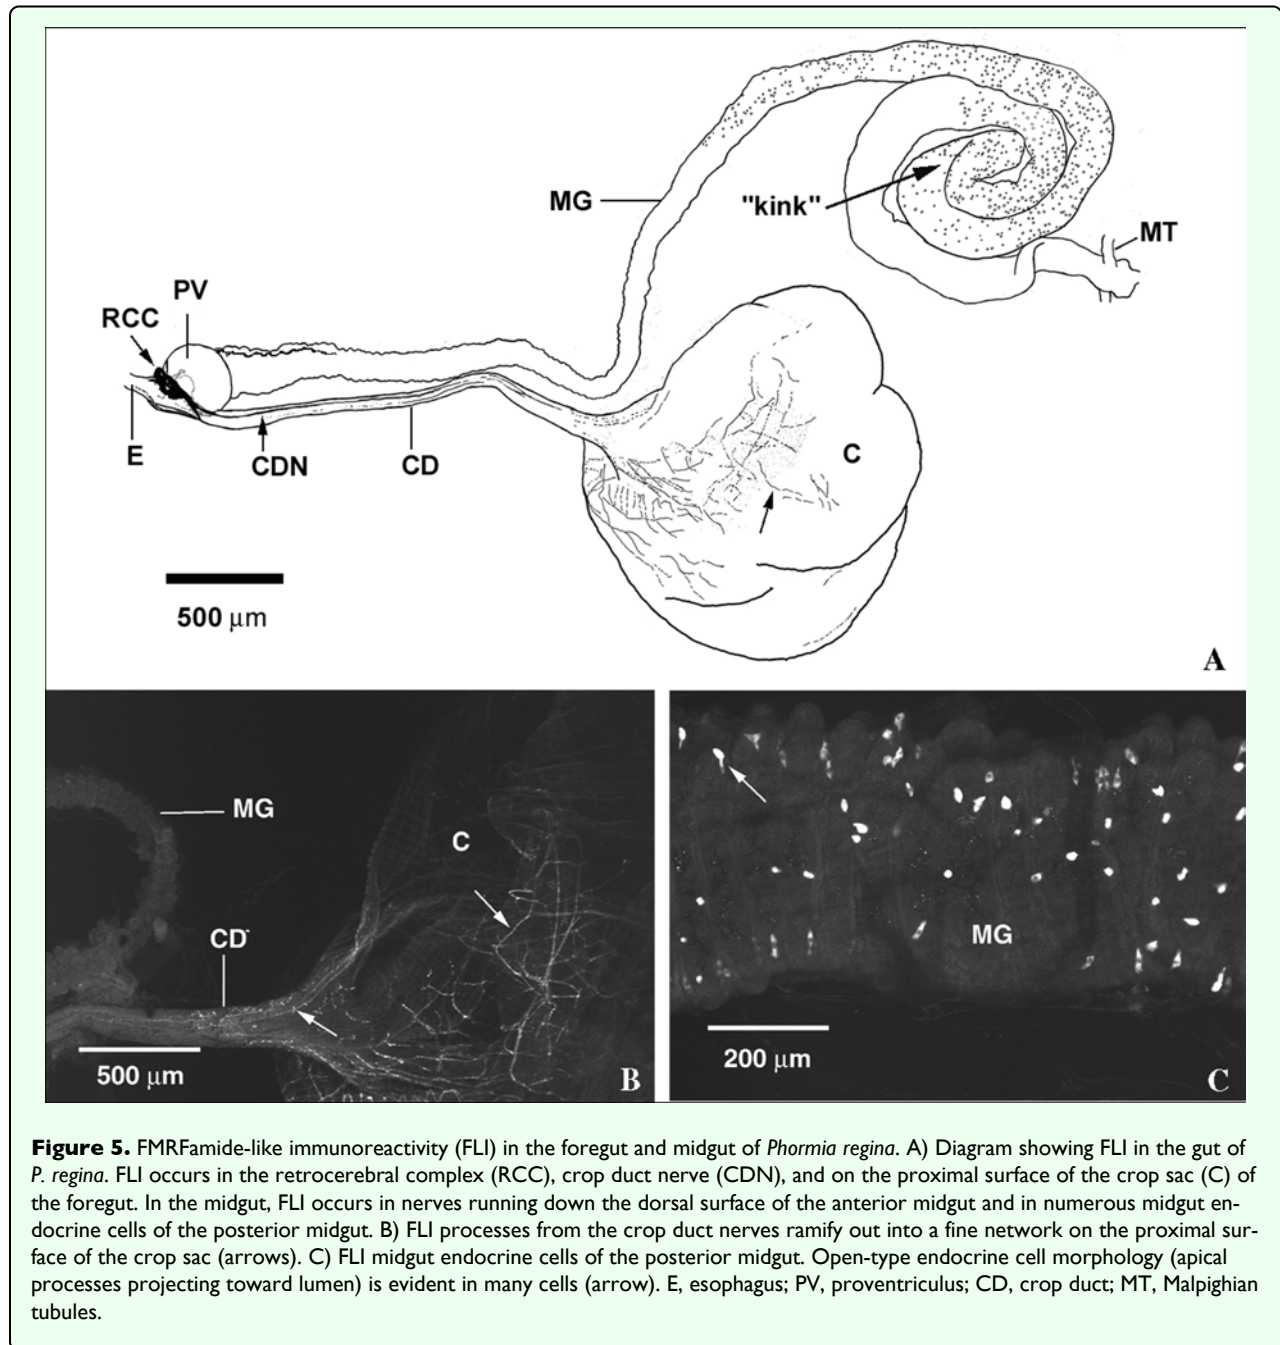 MG
"kink"
MT
PV
RCC
E
CDN
CD
C
500 μm
A
MG
C
CD
500 μm
B
MG
200 μm
C
Figure 5. FMRFamide-like immunoreactivity (FLI) in the foregut and midgut of Phormia regina. A) Diagram showing FLI in the gut of
P. regina. FLI occurs in the retrocerebral complex (RCC), crop duct nerve (CDN), and on the proximal surface of the crop sac (C) of
the foregut. In the midgut, FLI occurs in nerves running down the dorsal surface of the anterior midgut and in numerous midgut en-
docrine cells of the posterior midgut. B) FLI processes from the crop duct nerves ramify out into a fine network on the proximal sur-
face of the crop sac (arrows). C) FLI midgut endocrine cells of the posterior midgut. Open-type endocrine cell morphology (apical
processes projecting toward lumen) is evident in many cells (arrow). E, esophagus; PV, proventriculus; CD, crop duct; MT, Malpighian
tubules.